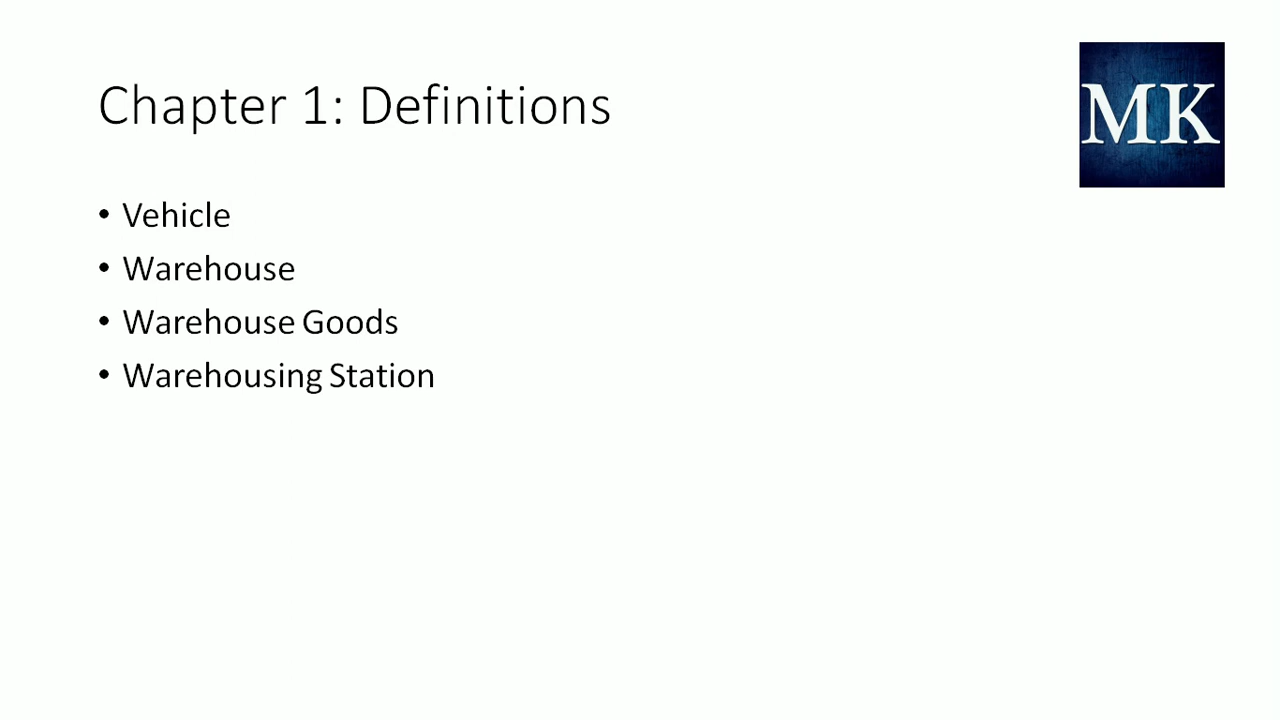 Chapter 1: Definitions
MK
• Vehicle
• Warehouse
• Warehouse Goods
• Warehousing Station